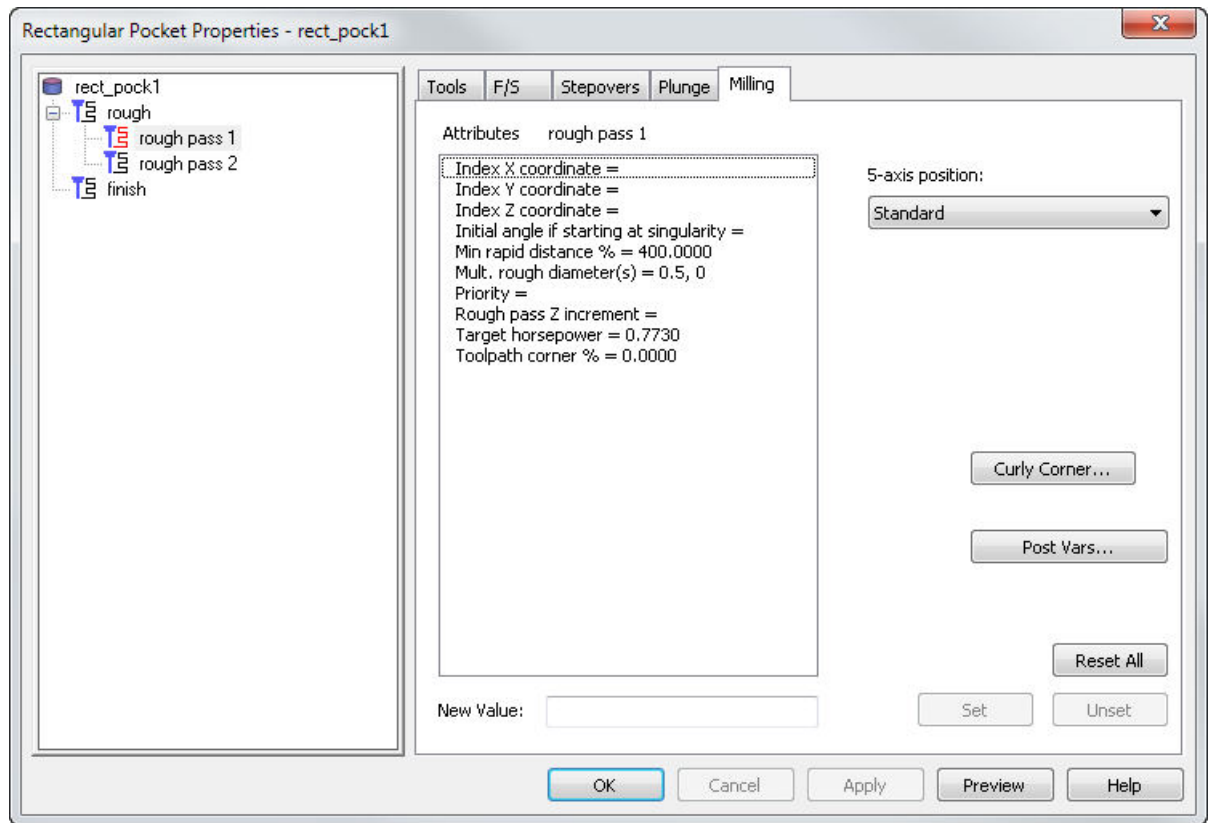 Rectangular Pocket Properties - rect_pock1
rect_pock1
rough
rough pass 1
rough pass 2
finish
Tools F/S Stepovers Plunge Milling
Attributes rough pass 1
Index X coordinate =
Index Y coordinate =
Index Z coordinate =
Initial angle if starting at singularity =
Min rapid distance % = 400.0000
Mult. rough diameter(s) = 0.5, 0
Priority =
Rough pass Z increment =
Target horsepower = 0.7730
Toolpath corner % = 0.0000
5-axis position:
Standard
Curly Corner...
Post Vars...
Reset All
New Value:
Set Unset
OK Cancel Apply Preview Help